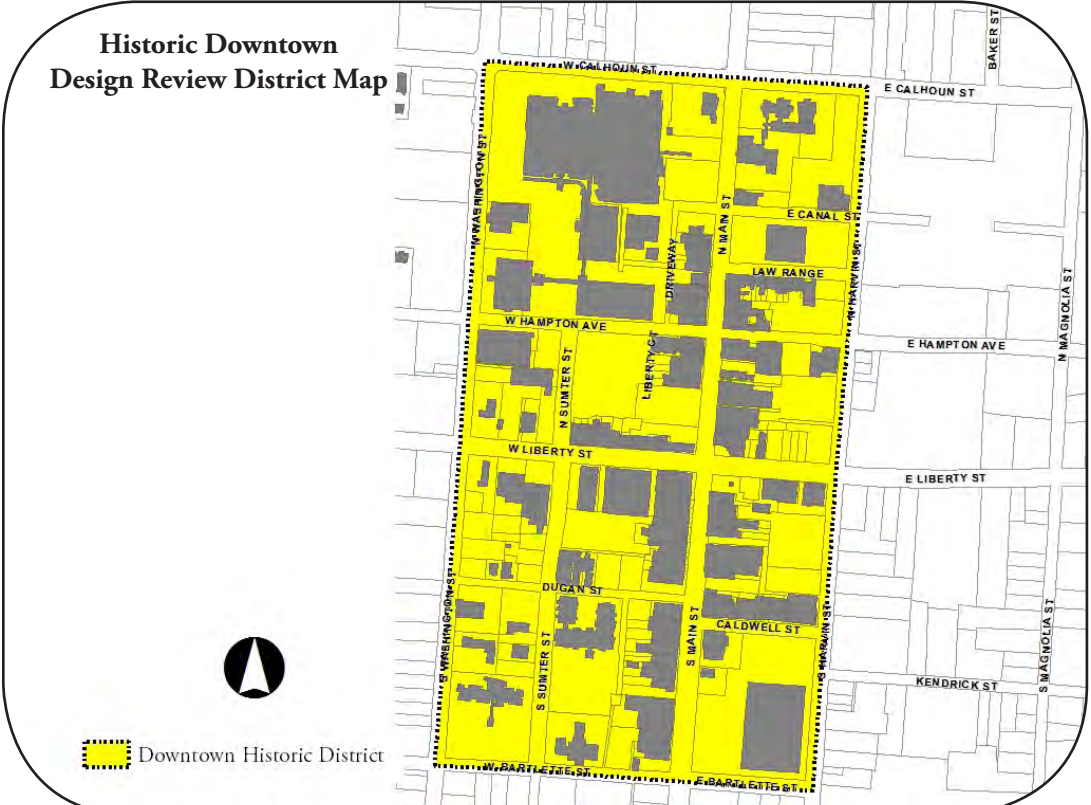 Historic Downtown
Design Review District Map
W CALHOUN ST
E CALHOUN ST
BAKER ST
N WASHINGTON ST
N MAIN ST
E CANAL ST
DRIVEWAY
LAW RANGE
N HARVIN ST
N MAGNOLIA ST
W HAMPTON AVE
E HAMPTON AVE
LIBERTY CT
N SUMTER ST
W LIBERTY ST
E LIBERTY ST
DUGAN ST
S WASHINGTON ST
S SUMTER ST
S MAIN ST
CALDWELL ST
S HARVIN ST
S MAGNOLIA ST
KENDRICK ST
Downtown Historic District
W BARTLETTE ST
E BARTLETTE ST